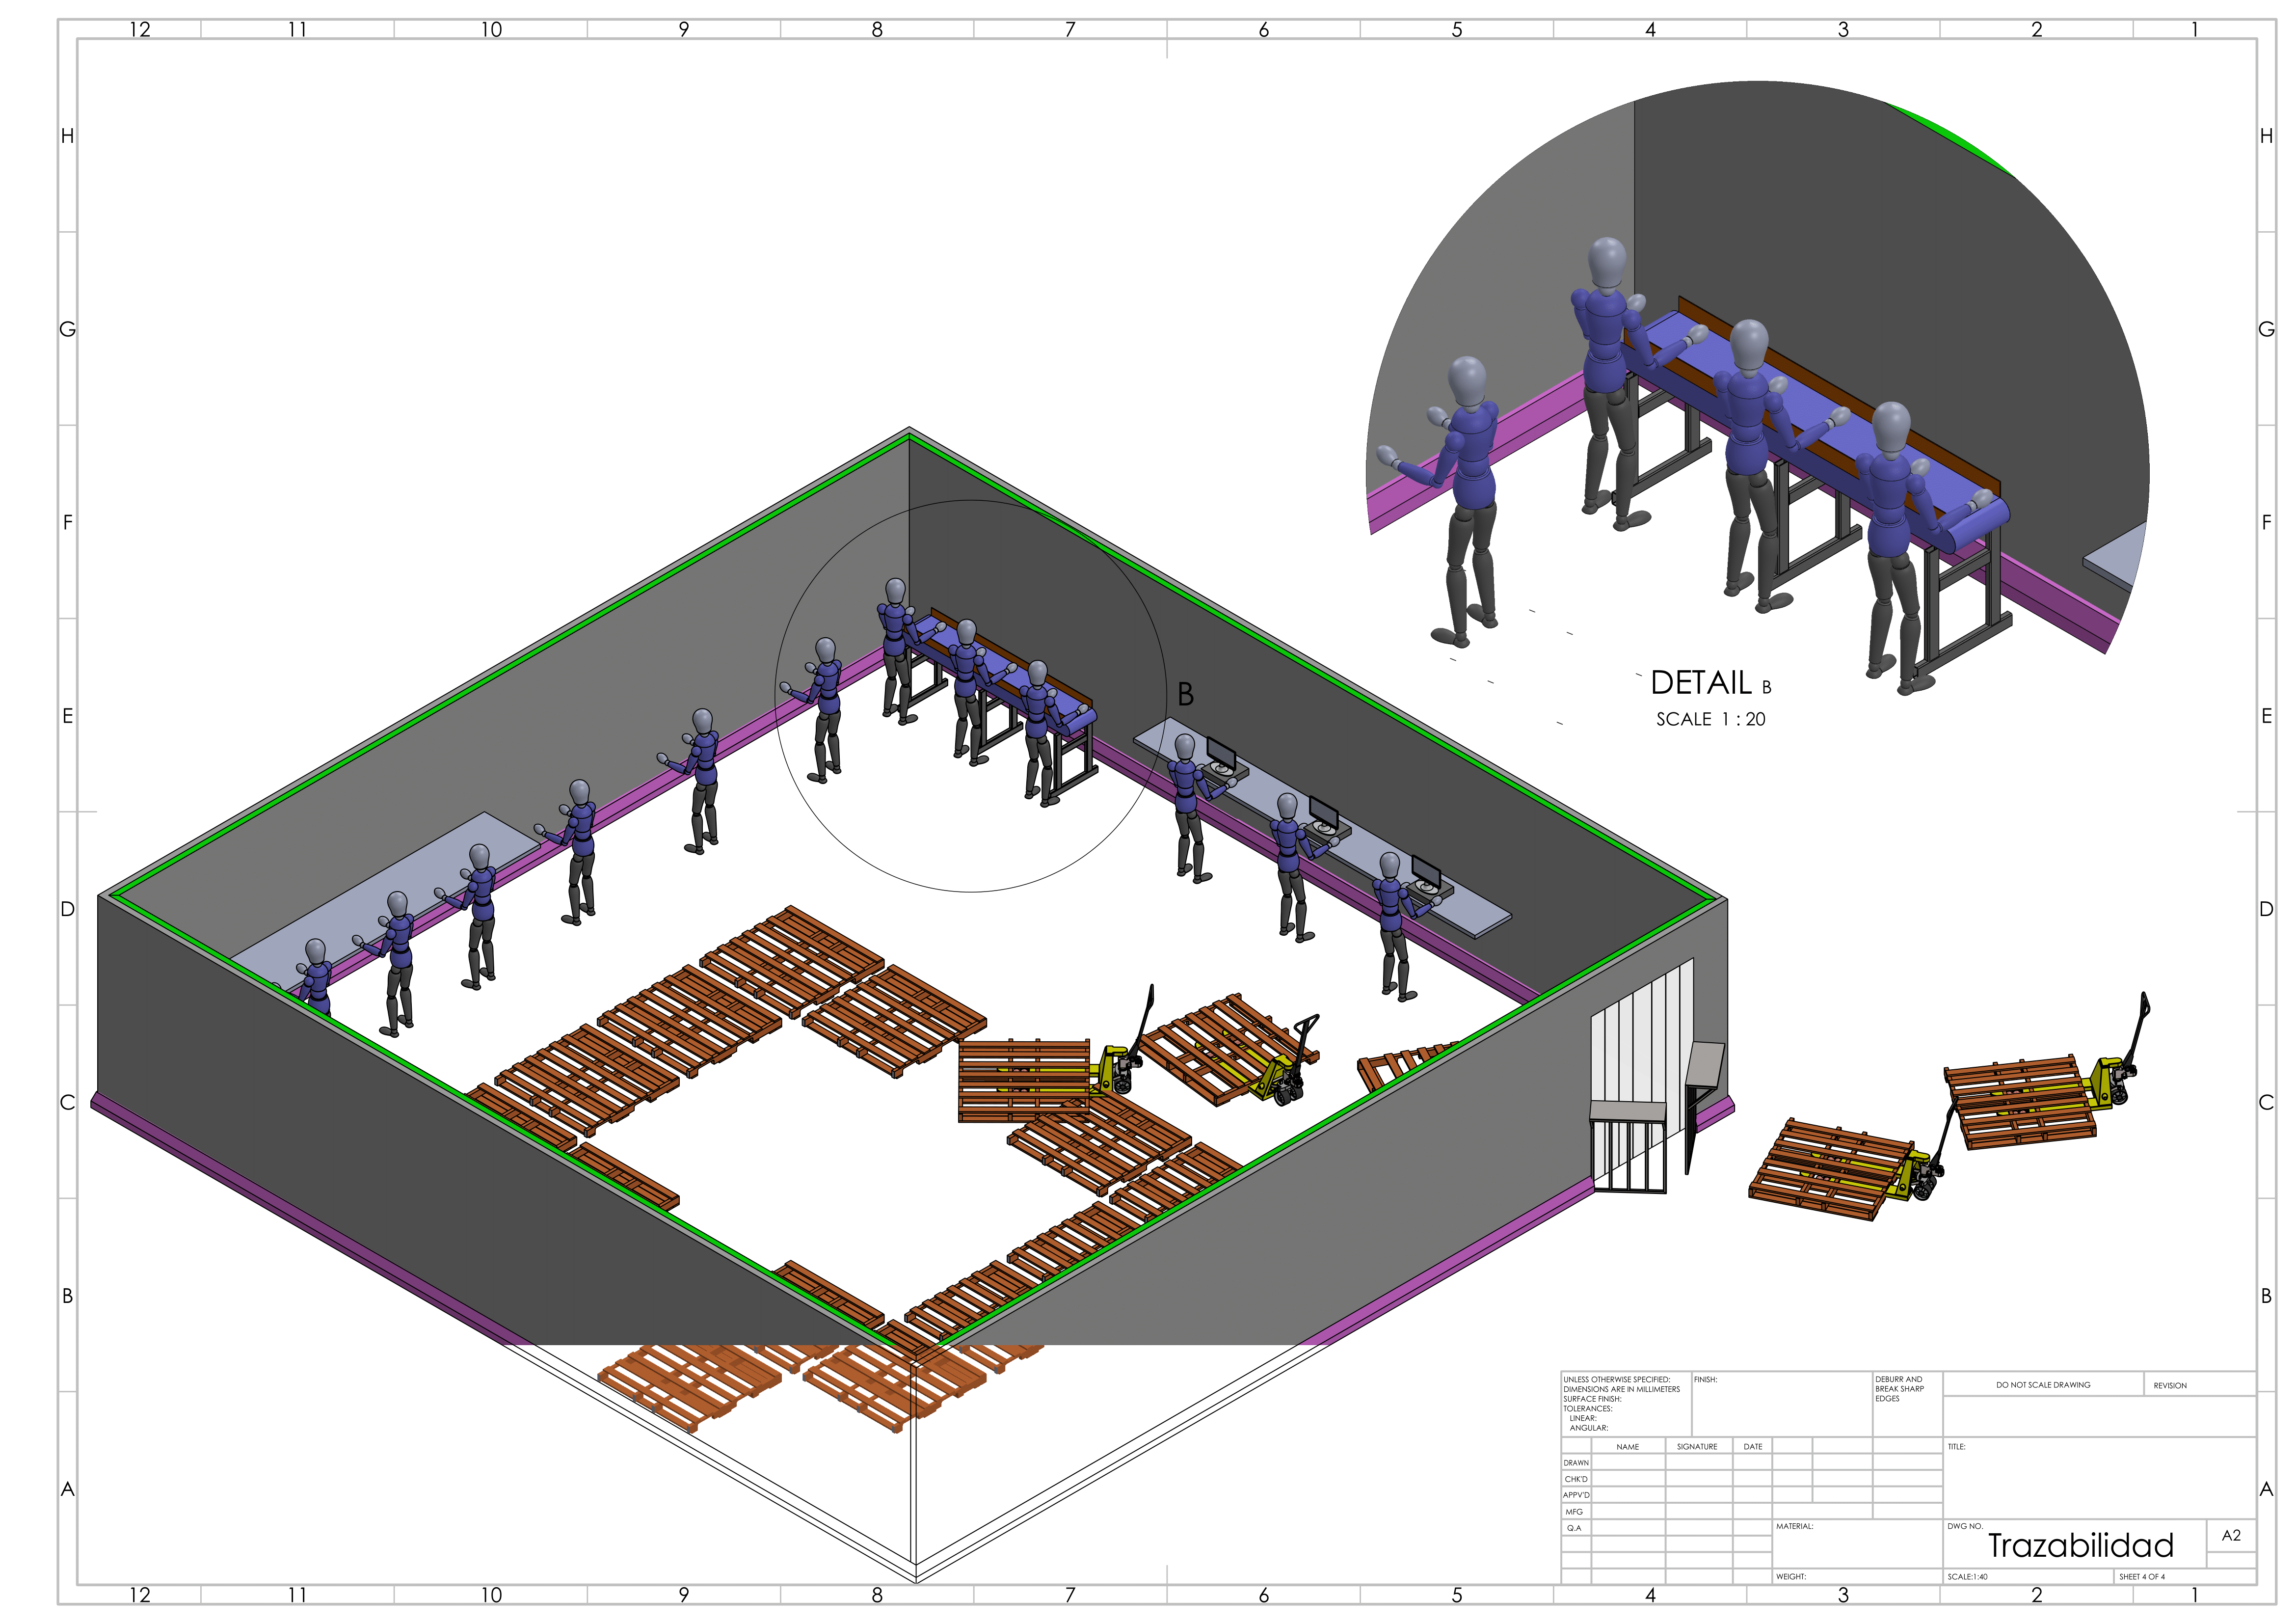 12 11 10 9 8 7 6 5 4 3 2 1
H H
G G
F F
E E
D D
C C
B B
A A
B
DETAIL B
SCALE 1 : 20
UNLESS OTHERWISE SPECIFIED:
DIMENSIONS ARE IN MILLIMETERS
SURFACE FINISH:
TOLERANCES:
LINEAR:
ANGULAR:
FINISH:
DEBURR AND
BREAK SHARP
EDGES
DO NOT SCALE DRAWING
REVISION
NAME SIGNATURE DATE
DRAWN
CHK'D
APPV'D
MFG
Q.A
TITLE:
MATERIAL:
DWG NO.
Trazabilidad
A2
WEIGHT:
SCALE:1:40
SHEET 4 OF 4
12 11 10 9 8 7 6 5 4 3 2 1